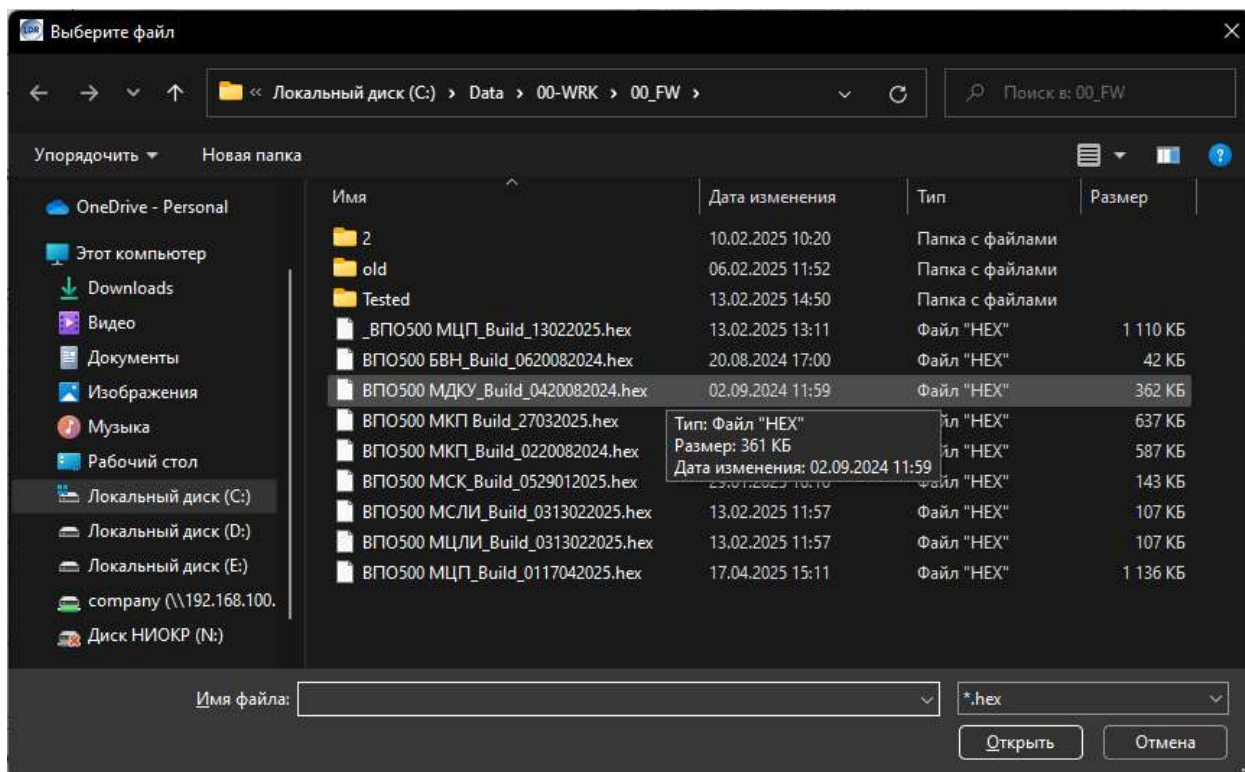 LDR Выберите файл
« Локальный диск (C:) › Data › 00-WRK › 00_FW › Поиск в: 00_FW
Упорядочить Новая папка
OneDrive - Personal
Этот компьютер
Downloads
Видео
Документы
Изображения
Музыка
Рабочий стол
Локальный диск (C:)
Локальный диск (D:)
Локальный диск (E:)
company (\\192.168.100.
Диск НИОКР (N:)
Имя Дата изменения Тип Размер
2 10.02.2025 10:20 Папка с файлами
old 06.02.2025 11:52 Папка с файлами
Tested 13.02.2025 14:50 Папка с файлами
_ВПО500 МЦП_Build_13022025.hex 13.02.2025 13:11 Файл "HEX" 1 110 КБ
ВПО500 БВН_Build_0620082024.hex 20.08.2024 17:00 Файл "HEX" 42 КБ
ВПО500 МДКУ_Build_0420082024.hex 02.09.2024 11:59 Файл "HEX" 362 КБ
ВПО500 МКП Build_27032025.hex 637 КБ
ВПО500 МКП_Build_0220082024.hex 587 КБ
ВПО500 МСК_Build_0529012025.hex "HEX" 143 КБ
ВПО500 МСЛИ_Build_0313022025.hex 13.02.2025 11:57 Файл "HEX" 107 КБ
ВПО500 МЦЛИ_Build_0313022025.hex 13.02.2025 11:57 Файл "HEX" 107 КБ
ВПО500 МЦП_Build_0117042025.hex 17.04.2025 15:11 Файл "HEX" 1 136 КБ
Тип: Файл "HEX"
Размер: 361 КБ
Дата изменения: 02.09.2024 11:59
Имя файла: *.hex
Открыть Отмена